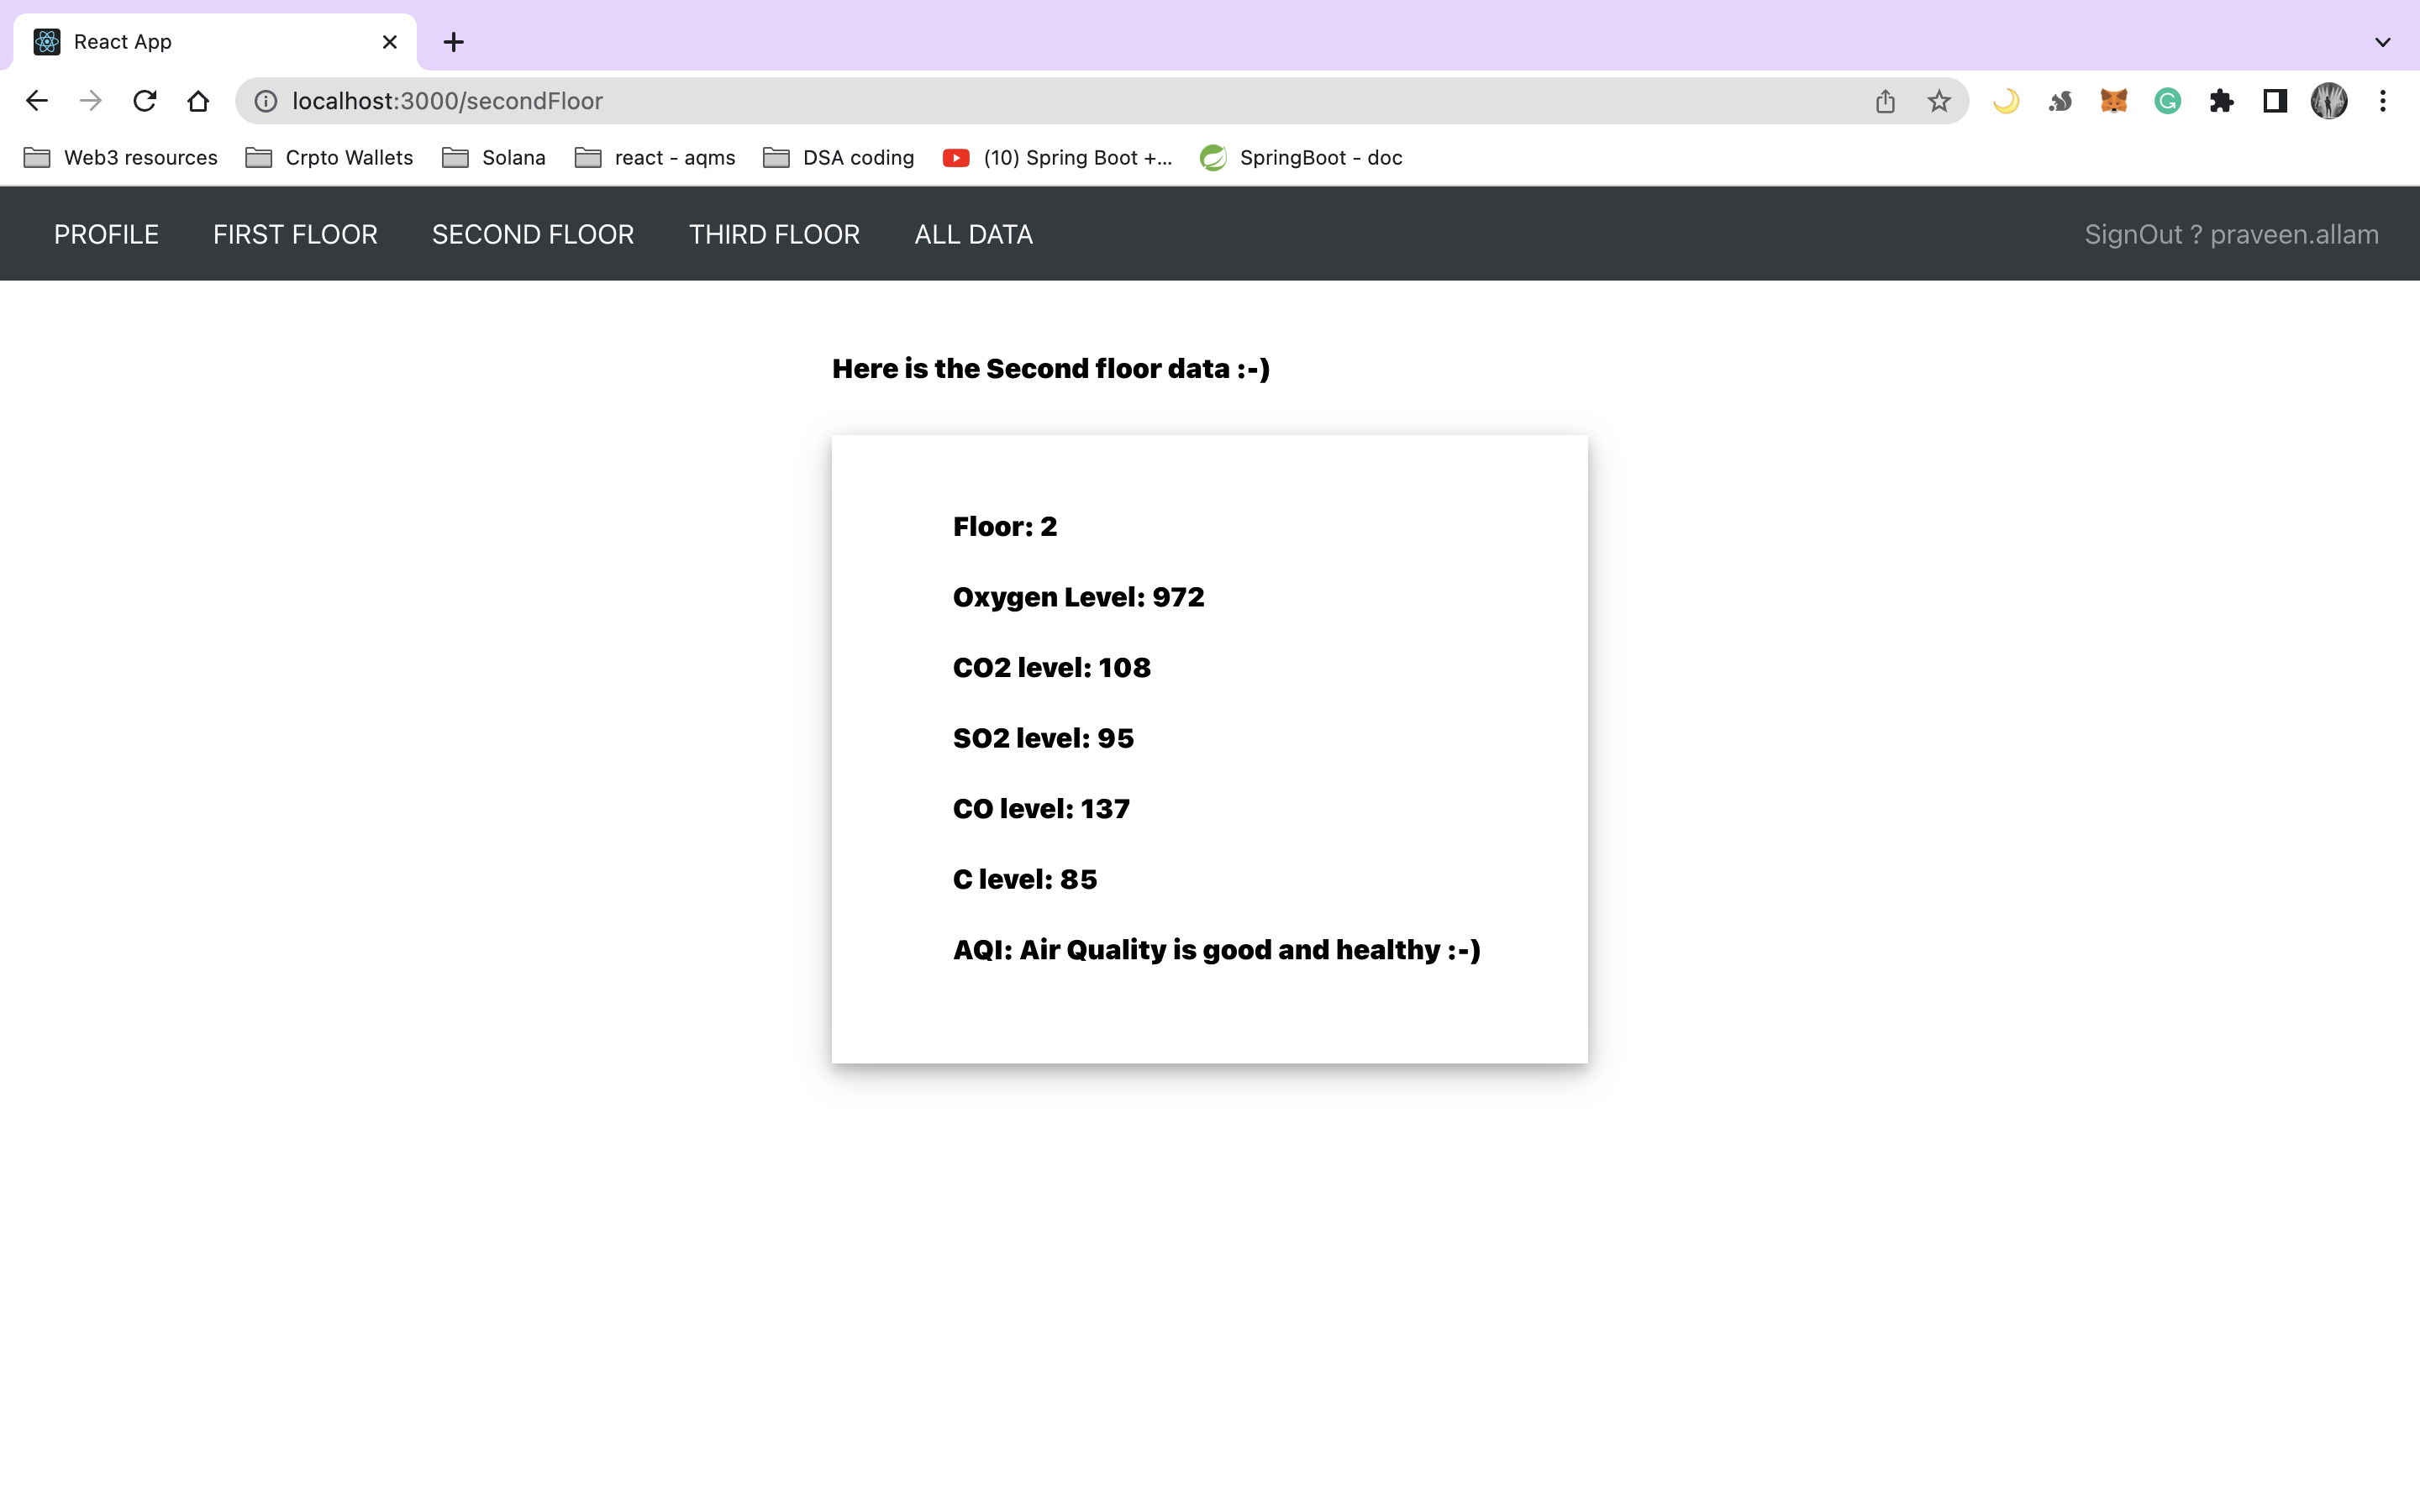 React App
localhost:3000/secondFloor
Web3 resources Crpto Wallets Solana react - aqms DSA coding (10) Spring Boot +... SpringBoot - doc
PROFILE FIRST FLOOR SECOND FLOOR THIRD FLOOR ALL DATA SignOut ? praveen.allam
Here is the Second floor data :-)
Floor: 2
Oxygen Level: 972
CO2 level: 108
SO2 level: 95
CO level: 137
C level: 85
AQI: Air Quality is good and healthy :-)